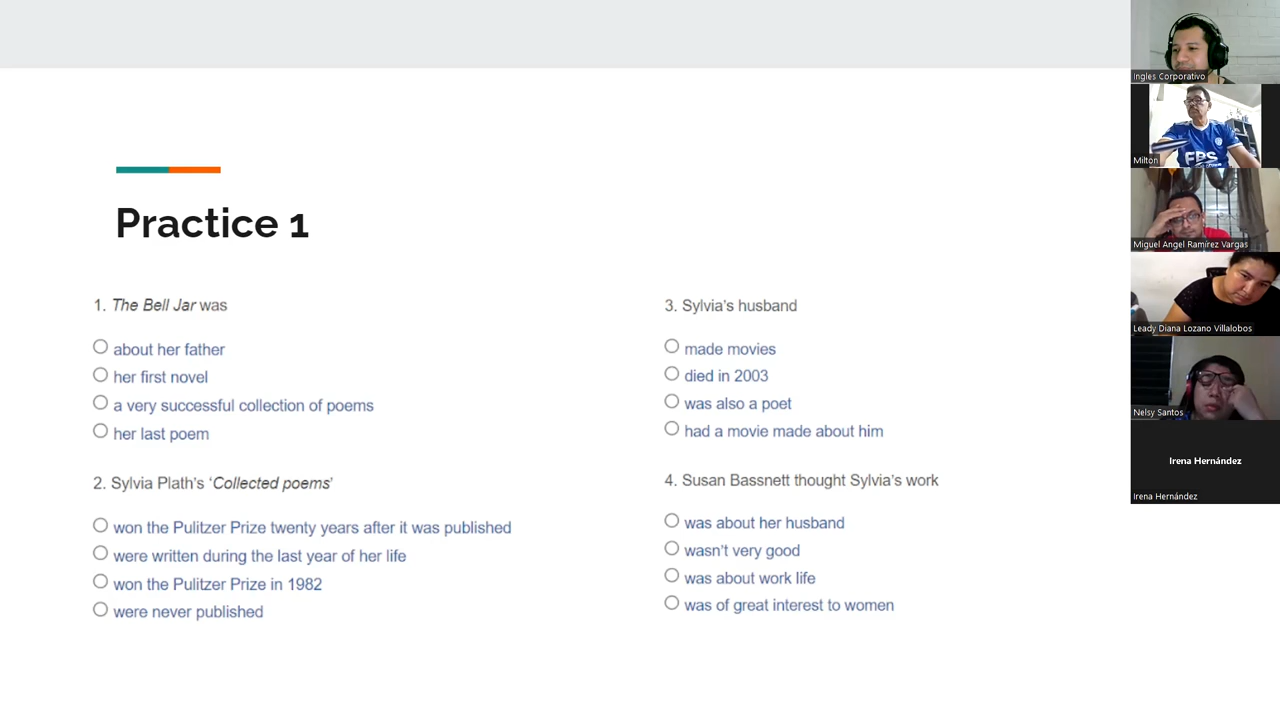 Practice 1
1. The Bell Jar was
about her father
her first novel
a very successful collection of poems
her last poem
2. Sylvia Plath's 'Collected poems'
won the Pulitzer Prize twenty years after it was published
were written during the last year of her life
won the Pulitzer Prize in 1982
were never published
3. Sylvia's husband
made movies
died in 2003
was also a poet
had a movie made about him
4. Susan Bassnett thought Sylvia's work
was about her husband
wasn't very good
was about work life
was of great interest to women
Ingles Corporativo
FBS
Milton
Miguel Angel Ramírez Vargas
Leady Diana Lozano Villalobos
Nelsy Santos
Irena Hernández
Irena Hernández